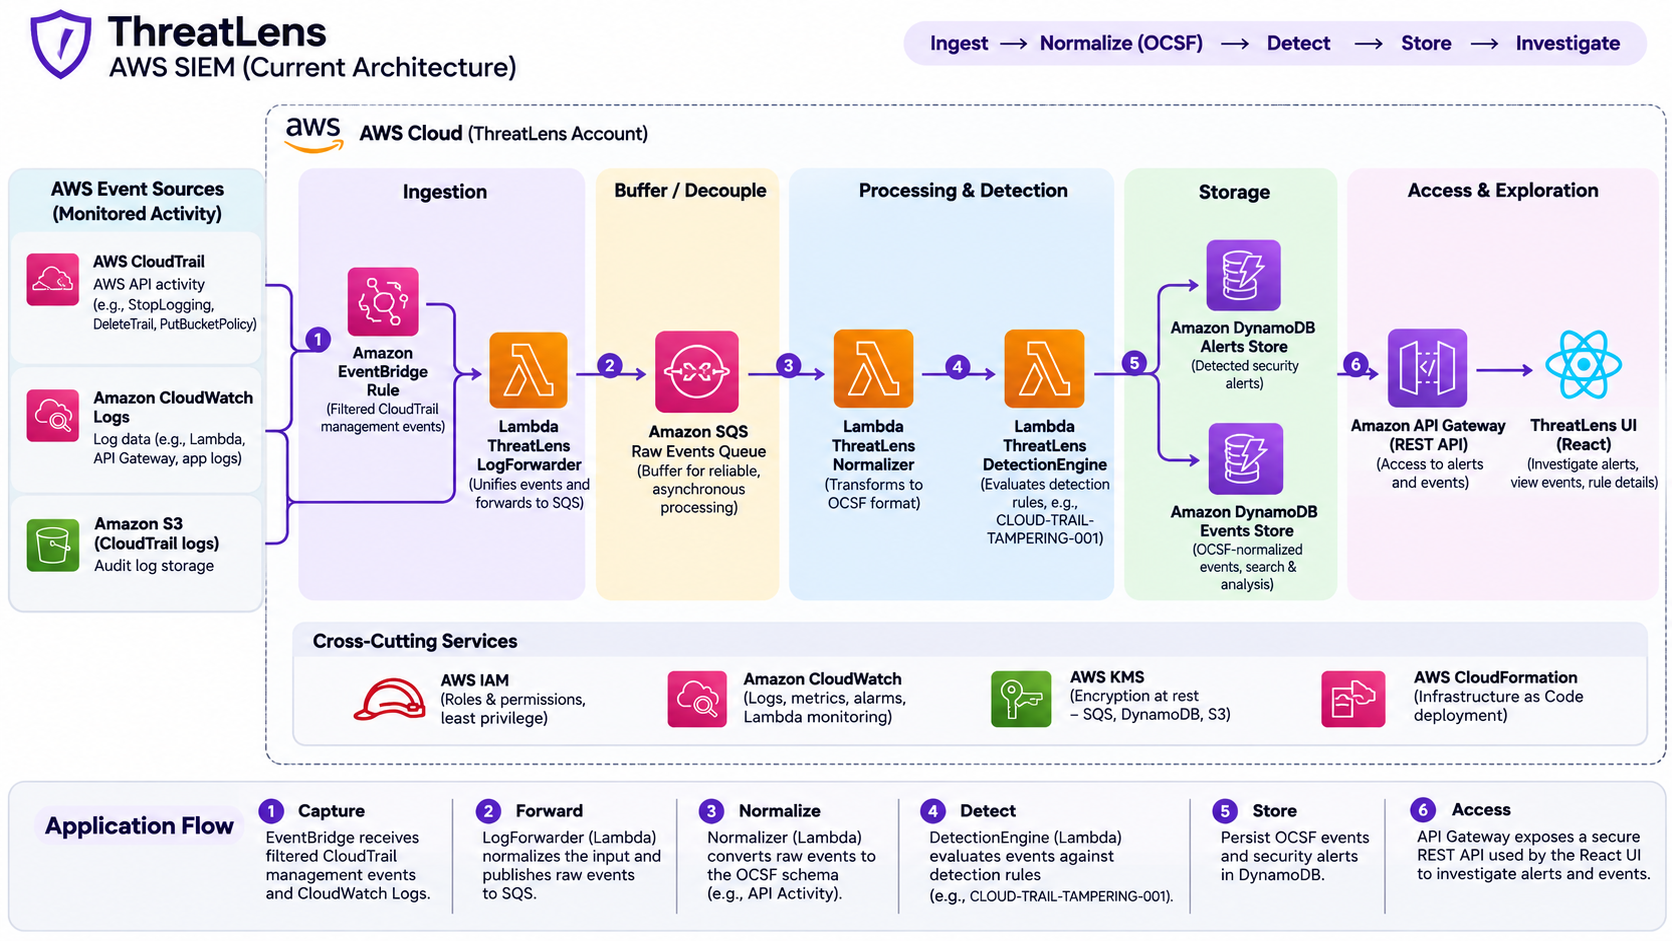 ThreatLens
AWS SIEM (Current Architecture)
Ingest → Normalize (OCSF) → Detect → Store → Investigate
aws
AWS Cloud (ThreatLens Account)
AWS Event Sources
(Monitored Activity)
AWS CloudTrail
AWS API activity
(e.g., StopLogging,
DeleteTrail, PutBucketPolicy)
Amazon CloudWatch
Logs
Log data (e.g., Lambda,
API Gateway, app logs)
Amazon S3
(CloudTrail logs)
Audit log storage
Ingestion
1
Amazon
EventBridge
Rule
(Filtered CloudTrail
management events)
Lambda
ThreatLens
LogForwarder
(Unifies events and
forwards to SQS)
Buffer / Decouple
2
Amazon SQS
Raw Events Queue
(Buffer for reliable,
asynchronous
processing)
Processing & Detection
3
Lambda
ThreatLens
Normalizer
(Transforms to
OCSF format)
4
Lambda
ThreatLens
DetectionEngine
(Evaluates detection
rules, e.g.,
CLOUD-TRAIL-
TAMPERING-001)
Storage
5
Amazon DynamoDB
Alerts Store
(Detected security
alerts)
Amazon DynamoDB
Events Store
(OCSF-normalized
events, search &
analysis)
Access & Exploration
6
Amazon API Gateway
(REST API)
(Access to alerts
and events)
ThreatLens UI
(React)
(Investigate alerts,
view events, rule details)
Cross-Cutting Services
AWS IAM
(Roles & permissions,
least privilege)
Amazon CloudWatch
(Logs, metrics, alarms,
Lambda monitoring)
AWS KMS
(Encryption at rest
– SQS, DynamoDB, S3)
AWS CloudFormation
(Infrastructure as Code
deployment)
Application Flow
1 Capture
EventBridge receives
filtered CloudTrail
management events
and CloudWatch Logs.
2 Forward
LogForwarder (Lambda)
normalizes the input and
publishes raw events
to SQS.
3 Normalize
Normalizer (Lambda)
converts raw events to
the OCSF schema
(e.g., API Activity).
4 Detect
DetectionEngine (Lambda)
evaluates events against
detection rules
(e.g., CLOUD-TRAIL-TAMPERING-001).
5 Store
Persist OCSF events
and security alerts
in DynamoDB.
6 Access
API Gateway exposes a secure
REST API used by the React UI
to investigate alerts and events.